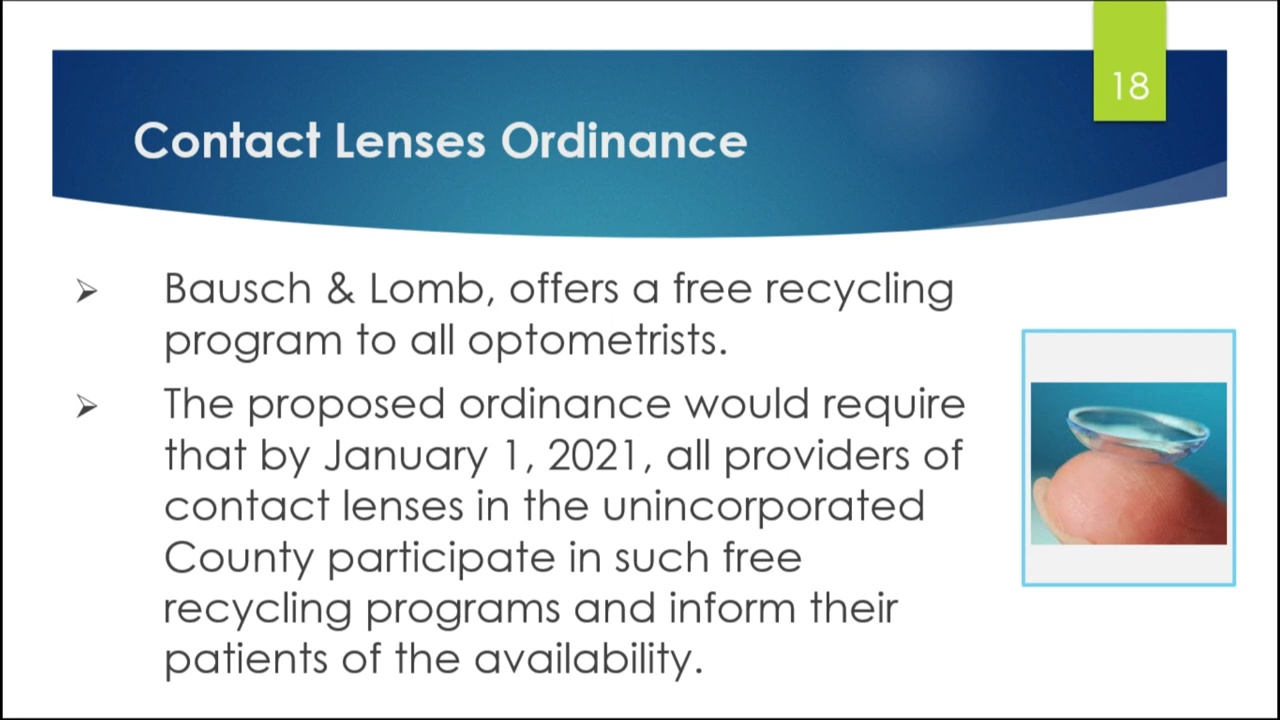 18
Contact Lenses Ordinance
Bausch & Lomb, offers a free recycling
program to all optometrists.
The proposed ordinance would require
that by January 1, 2021, all providers of
contact lenses in the unincorporated
County participate in such free
recycling programs and inform their
patients of the availability.